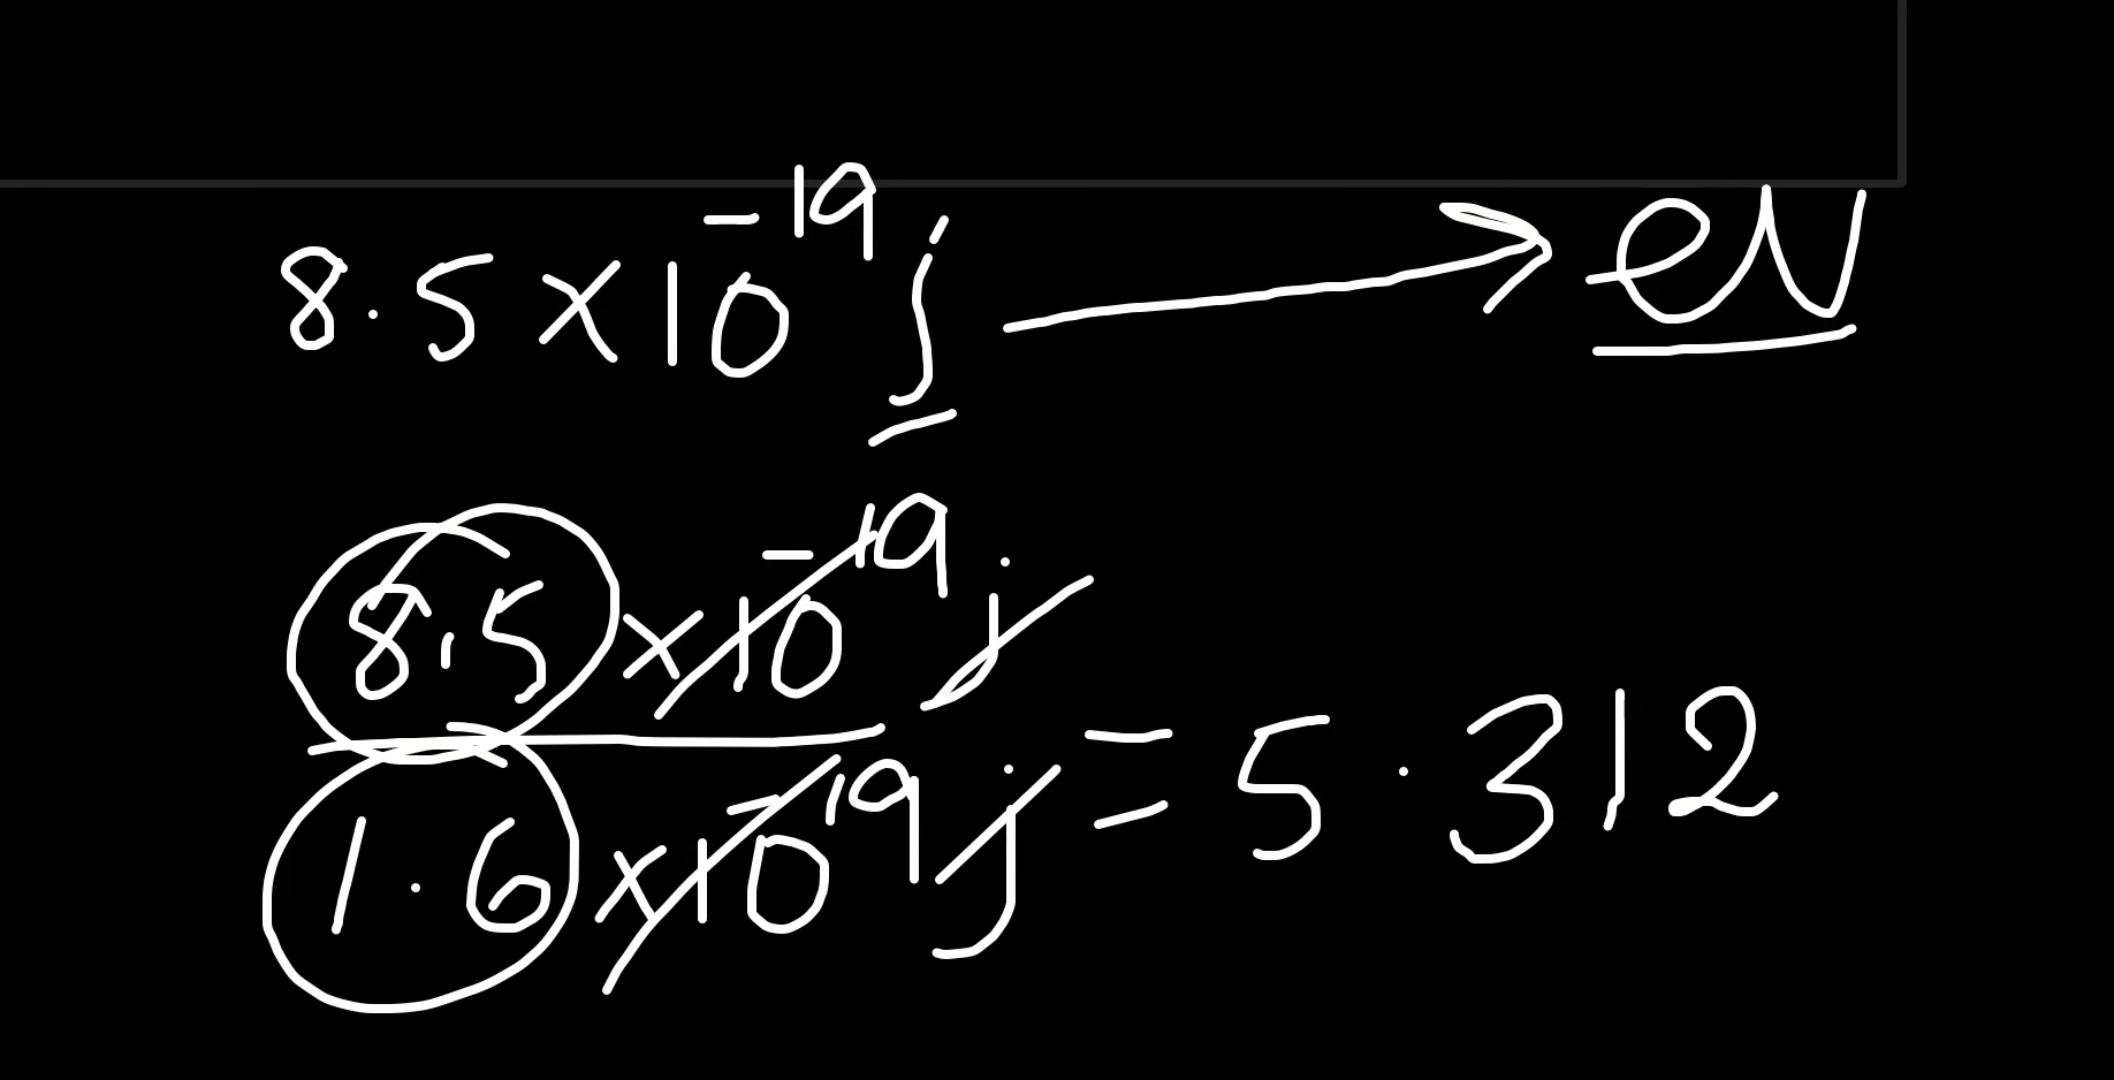 8.5×10⁻¹⁹ j → eV
8.5×10⁻¹⁹ j
1.6×10⁻¹⁹ j = 5.312